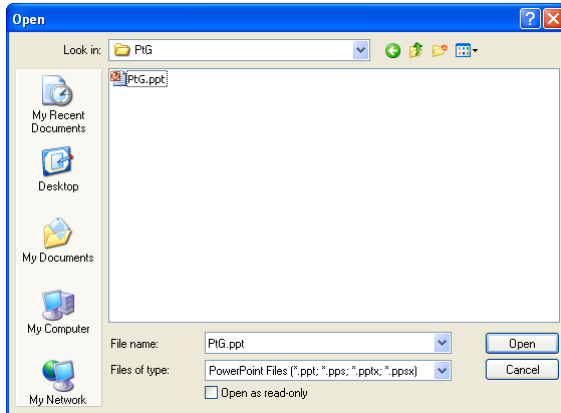 Open
Look in: PtG
PtG.ppt
My Recent
Documents
Desktop
My Documents
My Computer
My Network
File name: PtG.ppt Open
Files of type: PowerPoint Files (*.ppt; *.pps; *.pptx; *.ppsx) Cancel
Open as read-only